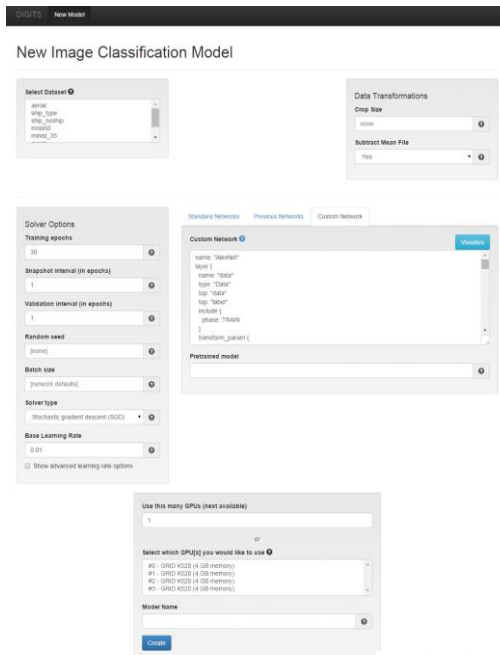 DIGITS New Model
New Image Classification Model
Select Dataset
aerial
ship_type
ship_noship
minist_35
Data Transformations
Crop Size
none
Subtract Mean File
Yes
Solver Options
Training epochs
30
Snapshot interval (in epochs)
1
Validation interval (in epochs)
1
Random seed
[none]
Batch size
[network defaults]
Solver type
Stochastic gradient descent (SGD)
Base Learning Rate
0.01
Show advanced learning rate options
Standard Networks Previous Networks Custom Network
Custom Network
Visualize
name: "AlexNet"
layer {
name: "data"
type: "Data"
top: "data"
top: "label"
include {
phase: TRAIN
}
transform_param {
Pretrained model
Use this many GPUs (next available)
1
or
Select which GPU[s] you would like to use
#0 - GRID K520 (4 GB memory)
#1 - GRID K520 (4 GB memory)
#2 - GRID K520 (4 GB memory)
#3 - GRID K520 (4 GB memory)
Model Name
Create